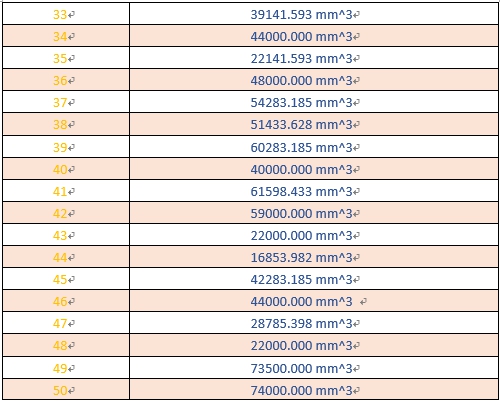 33 39141.593 mm^3
34 44000.000 mm^3
35 22141.593 mm^3
36 48000.000 mm^3
37 54283.185 mm^3
38 51433.628 mm^3
39 60283.185 mm^3
40 40000.000 mm^3
41 61598.433 mm^3
42 59000.000 mm^3
43 22000.000 mm^3
44 16853.982 mm^3
45 42283.185 mm^3
46 44000.000 mm^3
47 28785.398 mm^3
48 22000.000 mm^3
49 73500.000 mm^3
50 74000.000 mm^3